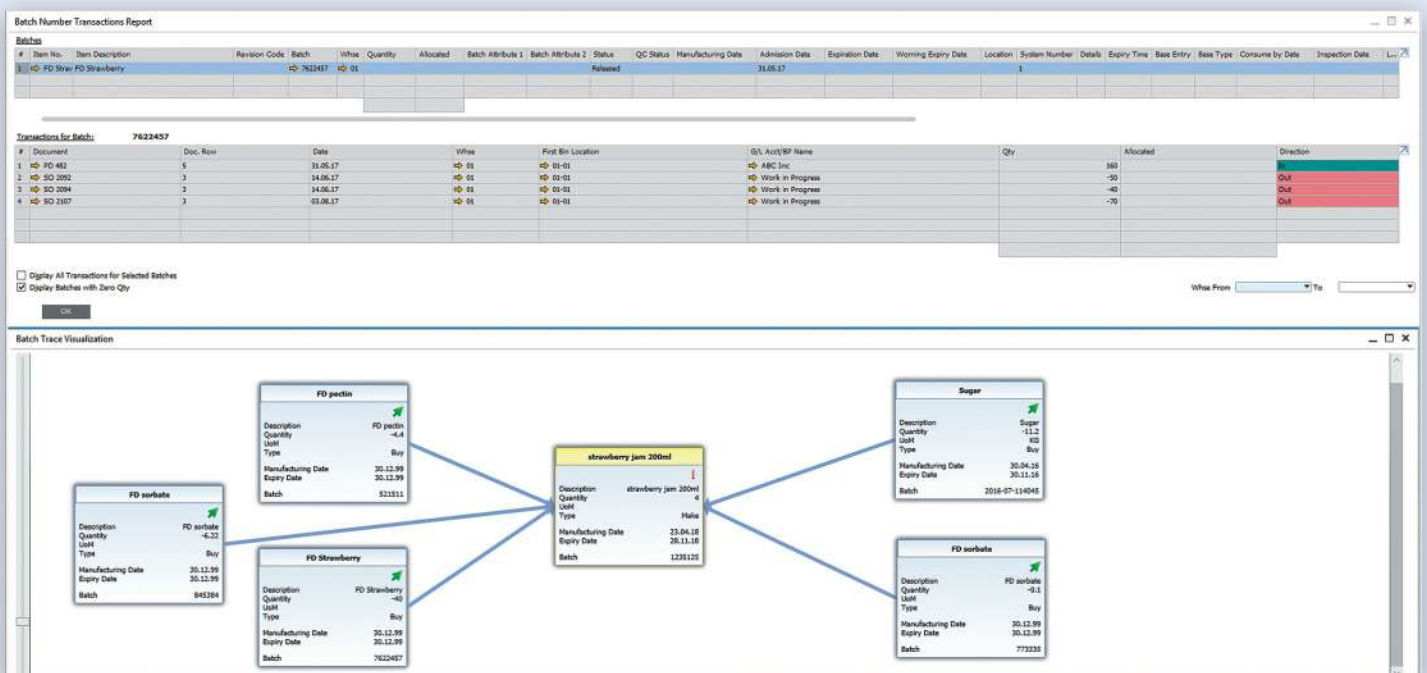 Batch Number Transactions Report
Batches
# Item No. Item Description Revision Code Batch Whse Quantity Allocated Batch Attribute 1 Batch Attribute 2 Status QC Status Manufacturing Date Admission Date Expiration Date Worning Expiry Date Location System Number Details Expiry Time Base Entry Base Type Consume by Date Inspection Date L...
1 FD Strav FD Strawberry 7622457 01 Released 31.05.17 1
Transactions for Batch: 7622457
# Document Doc. Row Date Whse First Bin Location G/L Acct/BP Name Qty Allocated Direction
1 PD 482 5 31.05.17 01 01-01 ABC Inc 160 In
2 SO 2092 3 14.06.17 01 01-01 Work in Progress -50 Out
3 SO 2094 3 14.06.17 01 01-01 Work in Progress -40 Out
4 SO 2107 3 03.08.17 01 01-01 Work in Progress -70 Out
Display All Transactions for Selected Batches
Display Batches with Zero Qty
Whse From To
OK
Batch Trace Visualization
FD pectin
Description FD pectin
Quantity -4.4
UoM
Type Buy
Manufacturing Date 30.12.99
Expiry Date 30.12.99
Batch 521511
Sugar
Description Sugar
Quantity -11.2
UoM KG
Type Buy
Manufacturing Date 30.04.16
Expiry Date 30.11.16
Batch 2016-07-114045
strawberry jam 200ml
Description strawberry jam 200ml
Quantity 4
UoM
Type Make
Manufacturing Date 23.04.18
Expiry Date 28.11.18
Batch 1235125
FD sorbate
Description FD sorbate
Quantity -6.22
UoM
Type Buy
Manufacturing Date 30.12.99
Expiry Date 30.12.99
Batch 845384
FD Strawberry
Description FD Strawberry
Quantity -40
UoM
Type Buy
Manufacturing Date 30.12.99
Expiry Date 30.12.99
Batch 7622457
FD sorbate
Description FD sorbate
Quantity -0.1
UoM
Type Buy
Manufacturing Date 30.12.99
Expiry Date 30.12.99
Batch 773335